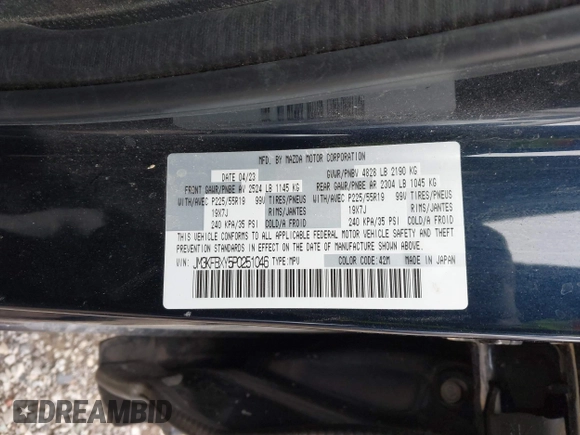 MFD. BY MAZDA MOTOR CORPORATION
DATE 04/23 GVWR/PNBV 4828 LB 2190 KG
FRONT GAWR/PNBE AV 2524 LB 1145 KG REAR GAWR/PNBE AR 2304 LB 1045 KG
WITH/AVEC P225/55R19 99V TIRES/PNEUS WITH/AVEC P225/55R19 99V TIRES/PNEUS
19X7J RIMS/JANTES 19X7J RIMS/JANTES
240 KPA/35 PSI COLD/A FROID 240 KPA/35 PSI COLD/A FROID
THIS VEHICLE CONFORMS TO ALL APPLICABLE FEDERAL MOTOR VEHICLE SAFETY AND THEFT
PREVENTION STANDARDS IN EFFECT ON THE DATE OF MANUFACTURE SHOWN ABOVE.
VIN: JM3KFBXY5P0251046 TYPE:MPV COLOR CODE:42M MADE IN JAPAN
DREAMBID